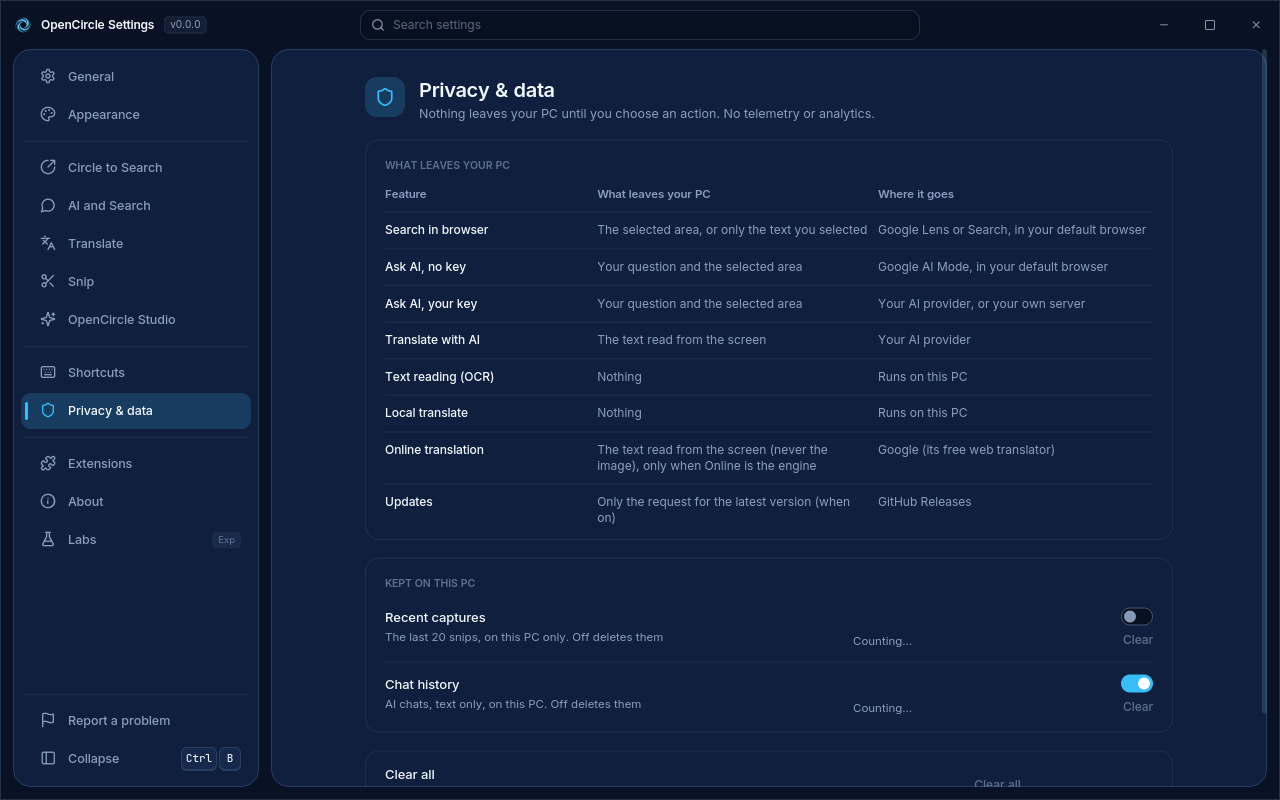 OpenCircle Settings v0.0.0 Search settings
General
Appearance
Circle to Search
AI and Search
Translate
Snip
OpenCircle Studio
Shortcuts
Privacy & data
Extensions
About
Labs Exp
Report a problem
Collapse Ctrl B
Privacy & data
Nothing leaves your PC until you choose an action. No telemetry or analytics.
WHAT LEAVES YOUR PC
Feature What leaves your PC Where it goes
Search in browser The selected area, or only the text you selected Google Lens or Search, in your default browser
Ask AI, no key Your question and the selected area Google AI Mode, in your default browser
Ask AI, your key Your question and the selected area Your AI provider, or your own server
Translate with AI The text read from the screen Your AI provider
Text reading (OCR) Nothing Runs on this PC
Local translate Nothing Runs on this PC
Online translation The text read from the screen (never the Google (its free web translator)
image), only when Online is the engine
Updates Only the request for the latest version (when GitHub Releases
on)
KEPT ON THIS PC
Recent captures
The last 20 snips, on this PC only. Off deletes them Counting... Clear
Chat history
AI chats, text only, on this PC. Off deletes them Counting... Clear
Clear all
Clear all